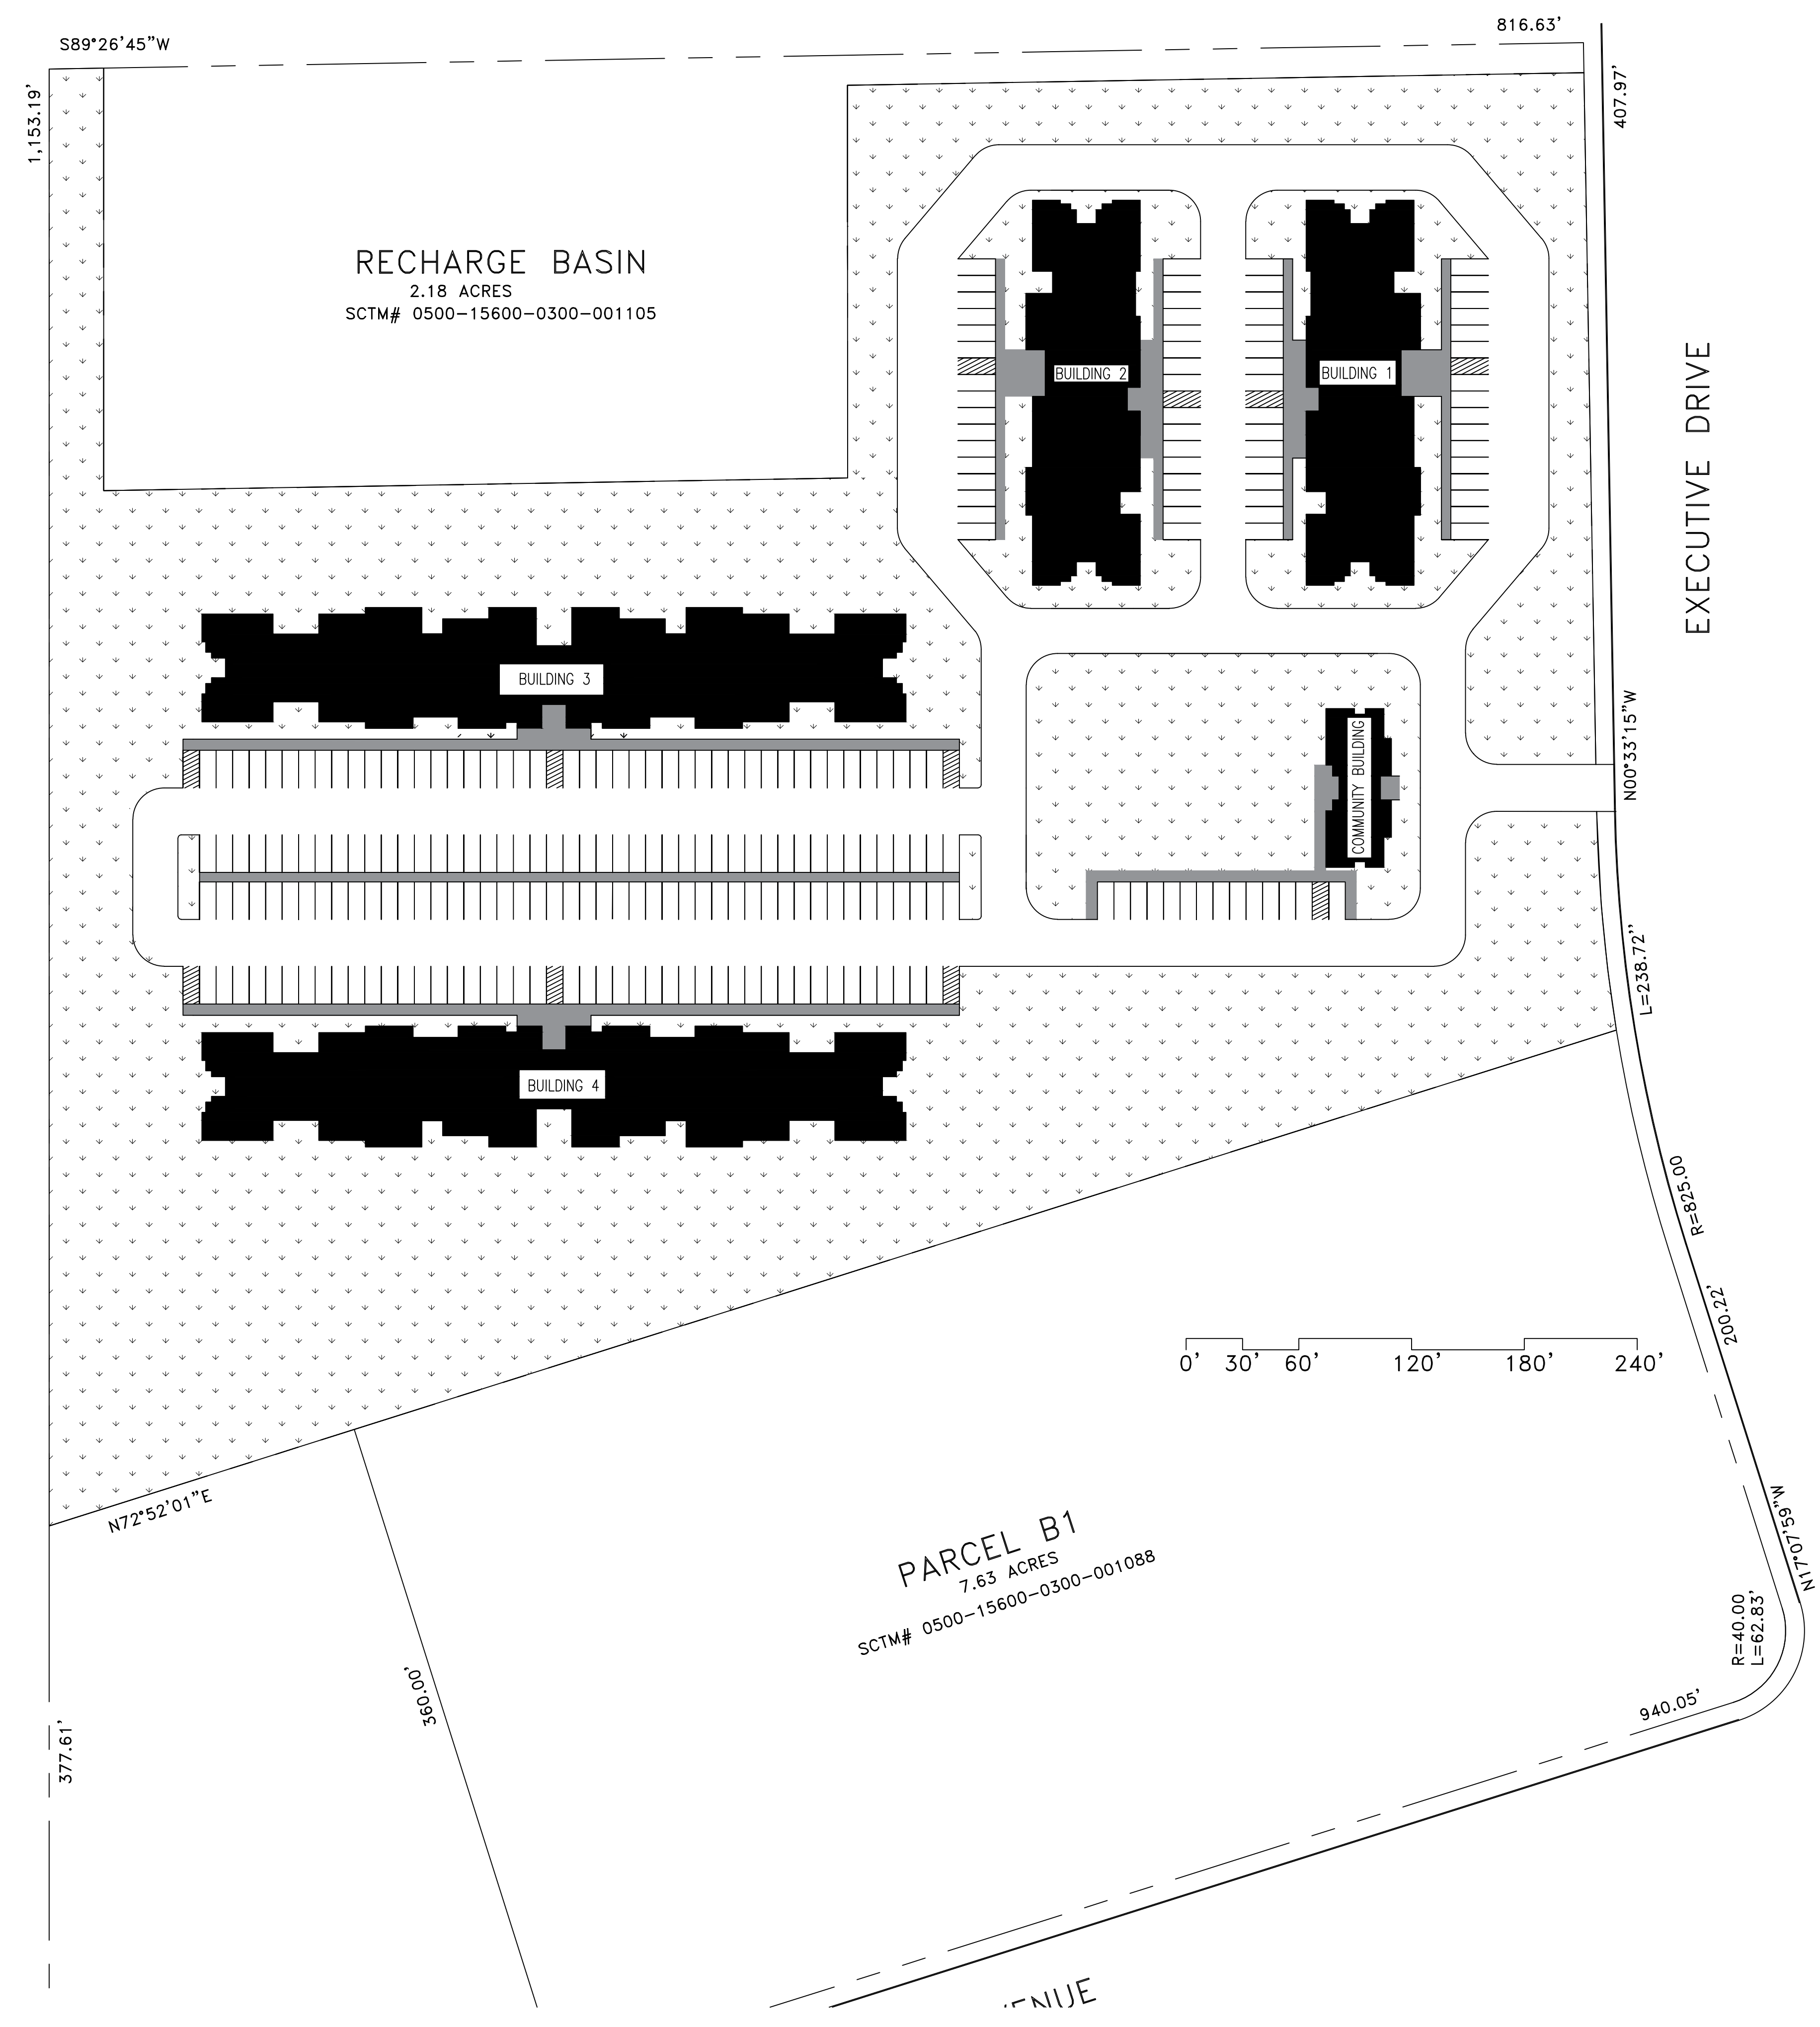 S89°26'45"W
816.63'
1,153.19'
407.97'
RECHARGE BASIN
2.18 ACRES
SCTM# 0500-15600-0300-001105
BUILDING 2
BUILDING 1
EXECUTIVE DRIVE
BUILDING 3
N00°33'15"W
COMMUNITY BUILDING
L=238.72"
BUILDING 4
R=825.00
200.22'
0' 30' 60' 120' 180' 240'
N72°52'01"E
N17°07'59"W
PARCEL B1
7.63 ACRES
SCTM# 0500-15600-0300-001088
R=40.00
L=62.83'
360.00'
940.05'
377.61'
ENUE